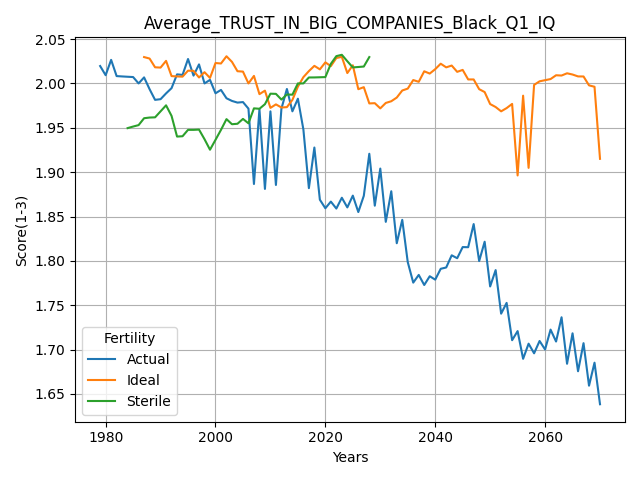 Average_TRUST_IN_BIG_COMPANIES_Black_Q1_IQ
Score(1-3)
2.05
2.00
1.95
1.90
1.85
1.80
1.75
1.70
1.65
Fertility
Actual
Ideal
Sterile
1980 2000 2020 2040 2060
Years